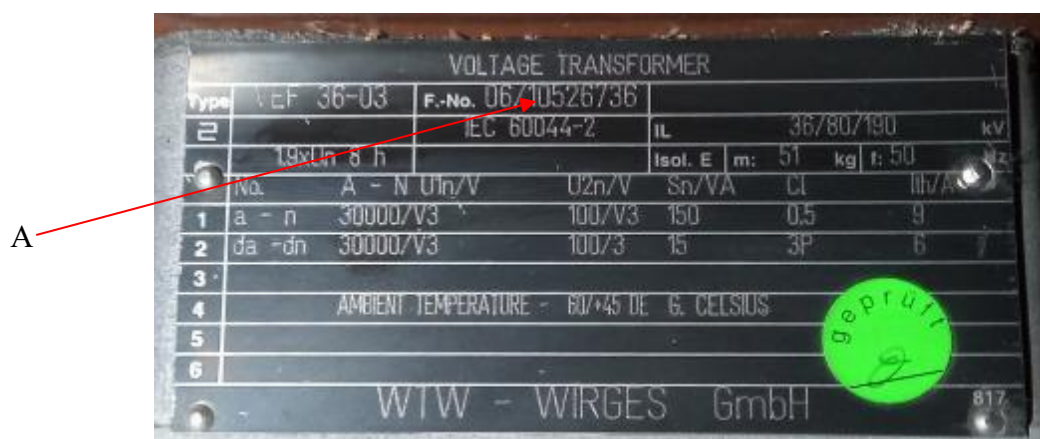 VOLTAGE TRANSFORMER
Type VEF 36-03 F.-No. 06/10526736
2 IEC 60044-2 IL 36/80/190 kV
1.9xUn 8 h Isol. E m: 51 kg f: 50 Hz
No. A - N U1n/V U2n/V Sn/VA Cl Ith/A
1 a - n 30000/V3 100/V3 150 0.5 9
2 da -dn 30000/V3 100/3 15 3P 6
3
4 AMBIENT TEMPERATURE - 60/+45 DE G. CELSIUS
5
6
geprüft
WTW - WIRGES GmbH 817
A